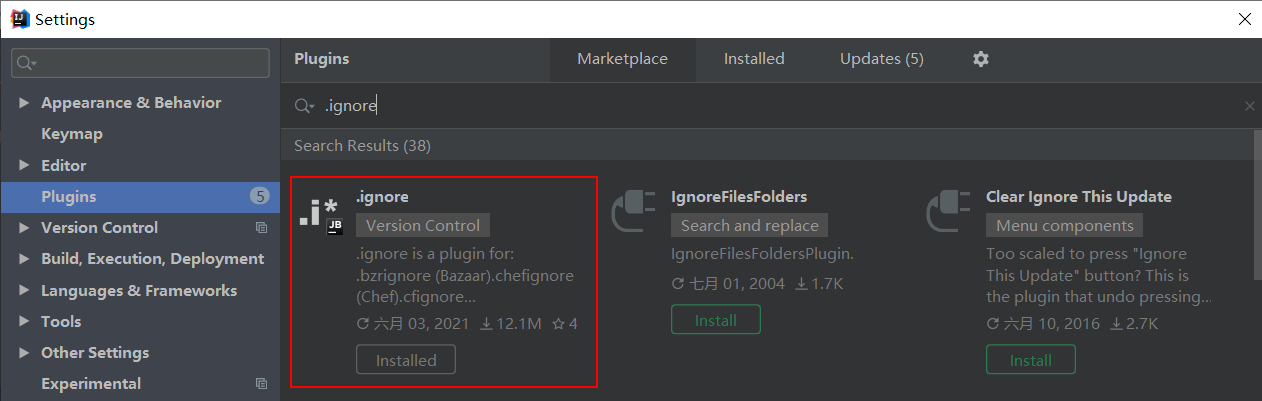 Settings
Plugins
Marketplace
Installed
Updates (5)
Appearance & Behavior
Keymap
Editor
Plugins
5
Version Control
Build, Execution, Deployment
Languages & Frameworks
Tools
Other Settings
Experimental
.ignore
Search Results (38)
.i*
JB
.ignore
Version Control
.ignore is a plugin for:
.bzrignore (Bazaar).chefignore
(Chef).cfignore...
六月 03, 2021 12.1M 4
Installed
IgnoreFilesFolders
Search and replace
IgnoreFilesFoldersPlugin.
七月 01, 2004 1.7K
Install
Clear Ignore This Update
Menu components
Too scaled to press "Ignore
This Update" button? This is
the plugin that undo pressing...
六月 10, 2016 2.7K
Install